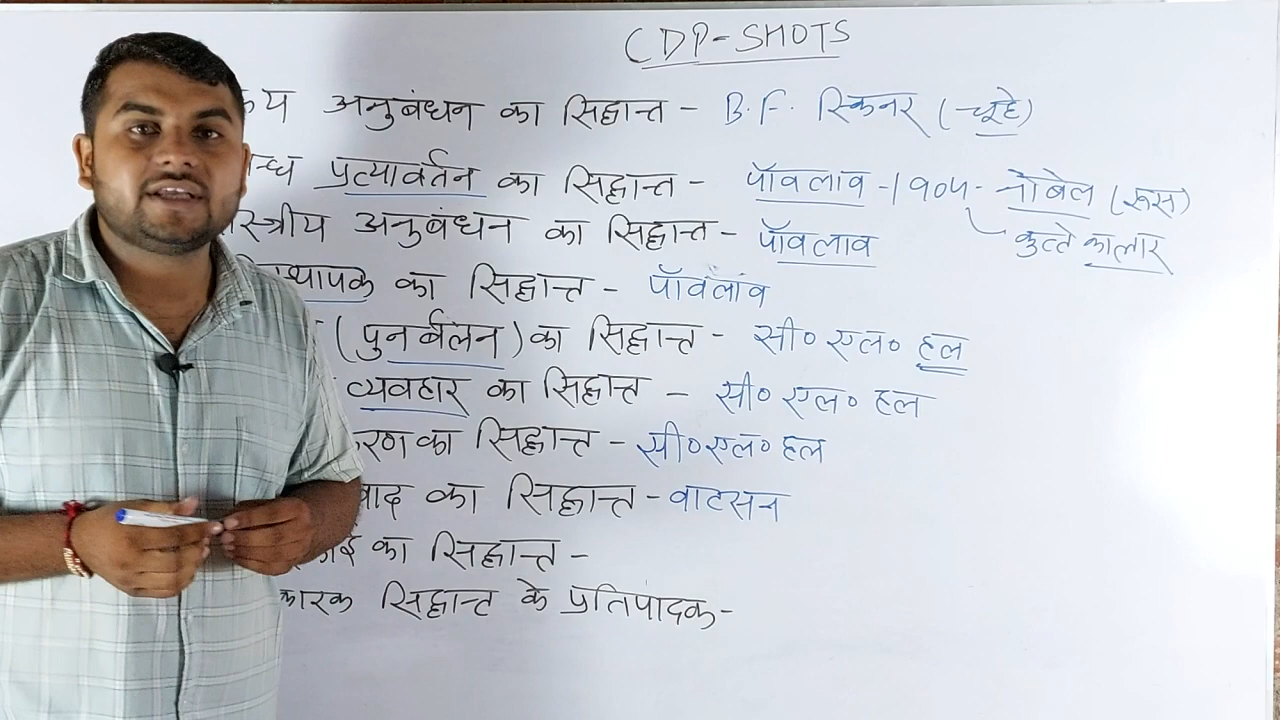 CDP-SHOTS
अनुबंधन का सिद्धान्त - B.F. स्किनर (चूहे)
प्रत्यावर्तन का सिद्धान्त - पॉवलाव - 1904 - नोबेल (रूस)
अनुबंधन का सिद्धान्त - पॉवलाव कुत्ते का लार
का सिद्धान्त - पॉवलाव
(पुनर्बलन) का सिद्धान्त - सी० एल० हल
व्यवहार का सिद्धान्त - सी० एल० हल
का सिद्धान्त - सी० एल० हल
वाद का सिद्धान्त - वाटसन
का सिद्धान्त -
कारक सिद्धान्त के प्रतिपादक -